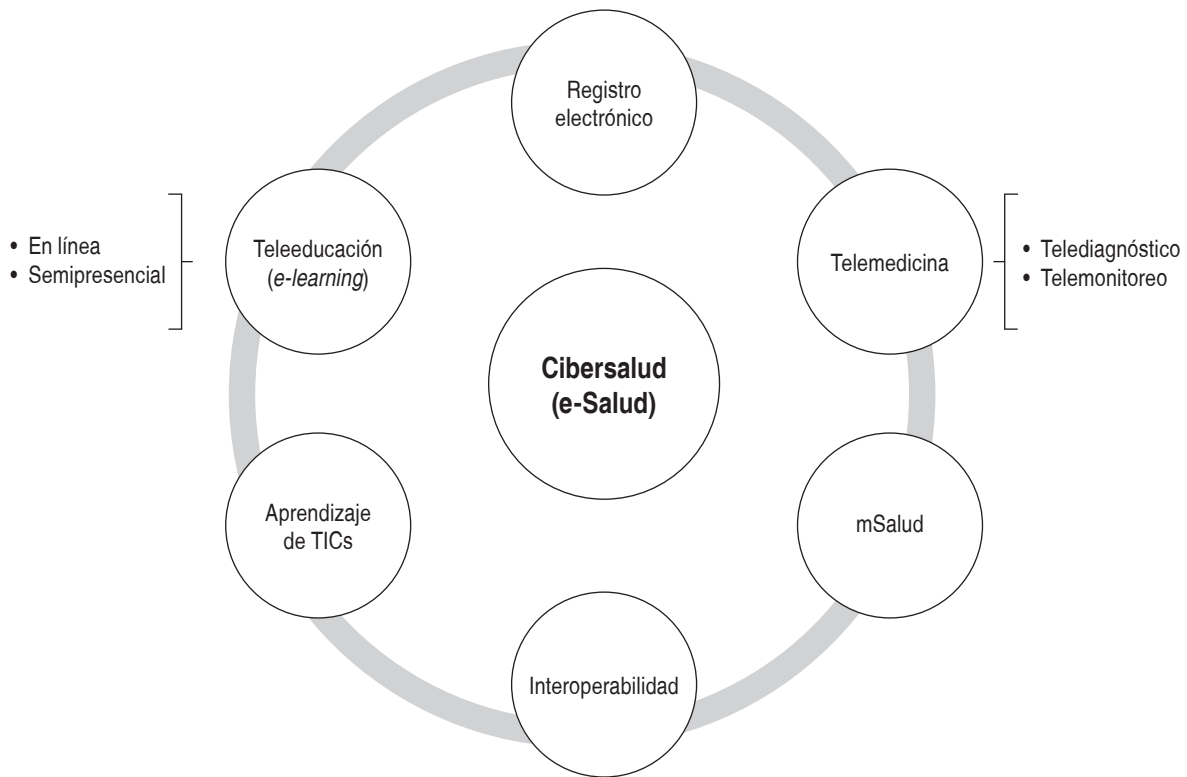 Registro
electrónico
Teleeducación
(e-learning)
• En línea
• Semipresencial
Telemedicina
• Telediagnóstico
• Telemonitoreo
Cibersalud
(e-Salud)
Aprendizaje
de TICs
mSalud
Interoperabilidad